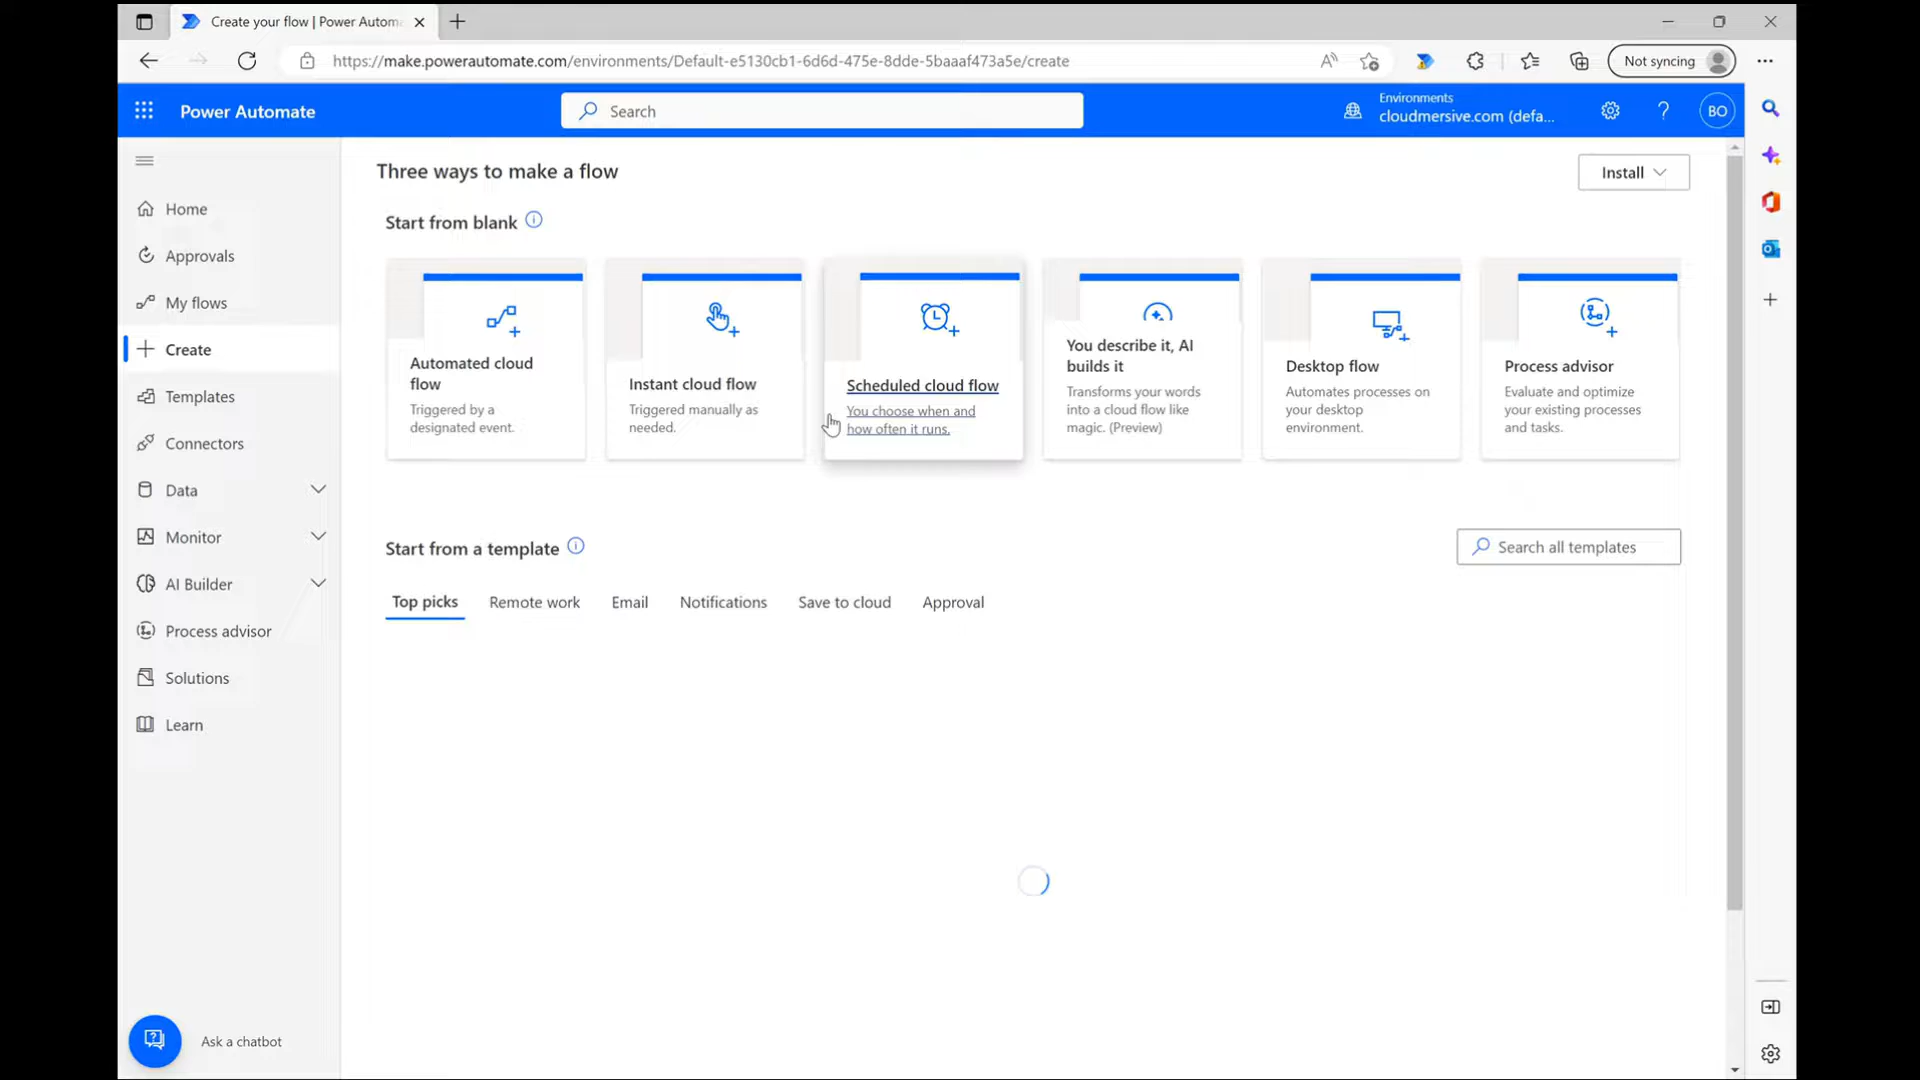 Create your flow | Power Autom
https://make.powerautomate.com/environments/Default-e5130cb1-6d6d-475e-8dde-5baaaf473a5e/create
Not syncing
Power Automate
Search
Environments
cloudmersive.com (defa...
BO
Home
Approvals
My flows
Create
Templates
Connectors
Data
Monitor
AI Builder
Process advisor
Solutions
Learn
Ask a chatbot
Three ways to make a flow
Install
Start from blank
Automated cloud
flow
Triggered by a
designated event.
Instant cloud flow
Triggered manually as
needed.
Scheduled cloud flow
You choose when and
how often it runs.
You describe it, AI
builds it
Transforms your words
into a cloud flow like
magic. (Preview)
Desktop flow
Automates processes on
your desktop
environment.
Process advisor
Evaluate and optimize
your existing processes
and tasks.
Start from a template
Search all templates
Top picks
Remote work
Email
Notifications
Save to cloud
Approval